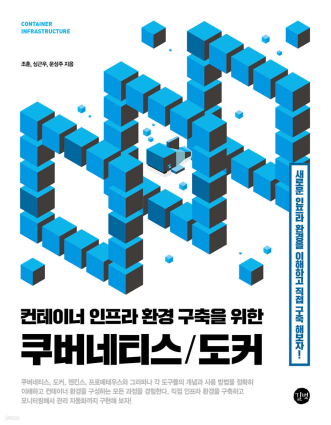 CONTAINER
INFRASTRUCTURE
조훈, 심근우, 문성주 지음
새로운 인프라 환경을 이해하고 직접 구축 해보자!
컨테이너 인프라 환경 구축을 위한
쿠버네티스/도커
쿠버네티스, 도커, 젠킨스, 프로메테우스와 그라파나 각 도구들의 개념과 사용 방법을 정확히
이해하고 컨테이너 환경을 구성하는 모든 과정을 경험한다. 직접 인프라 환경을 구축하고
모니터링해서 관리 자동화까지 구현해 보자!
길벗